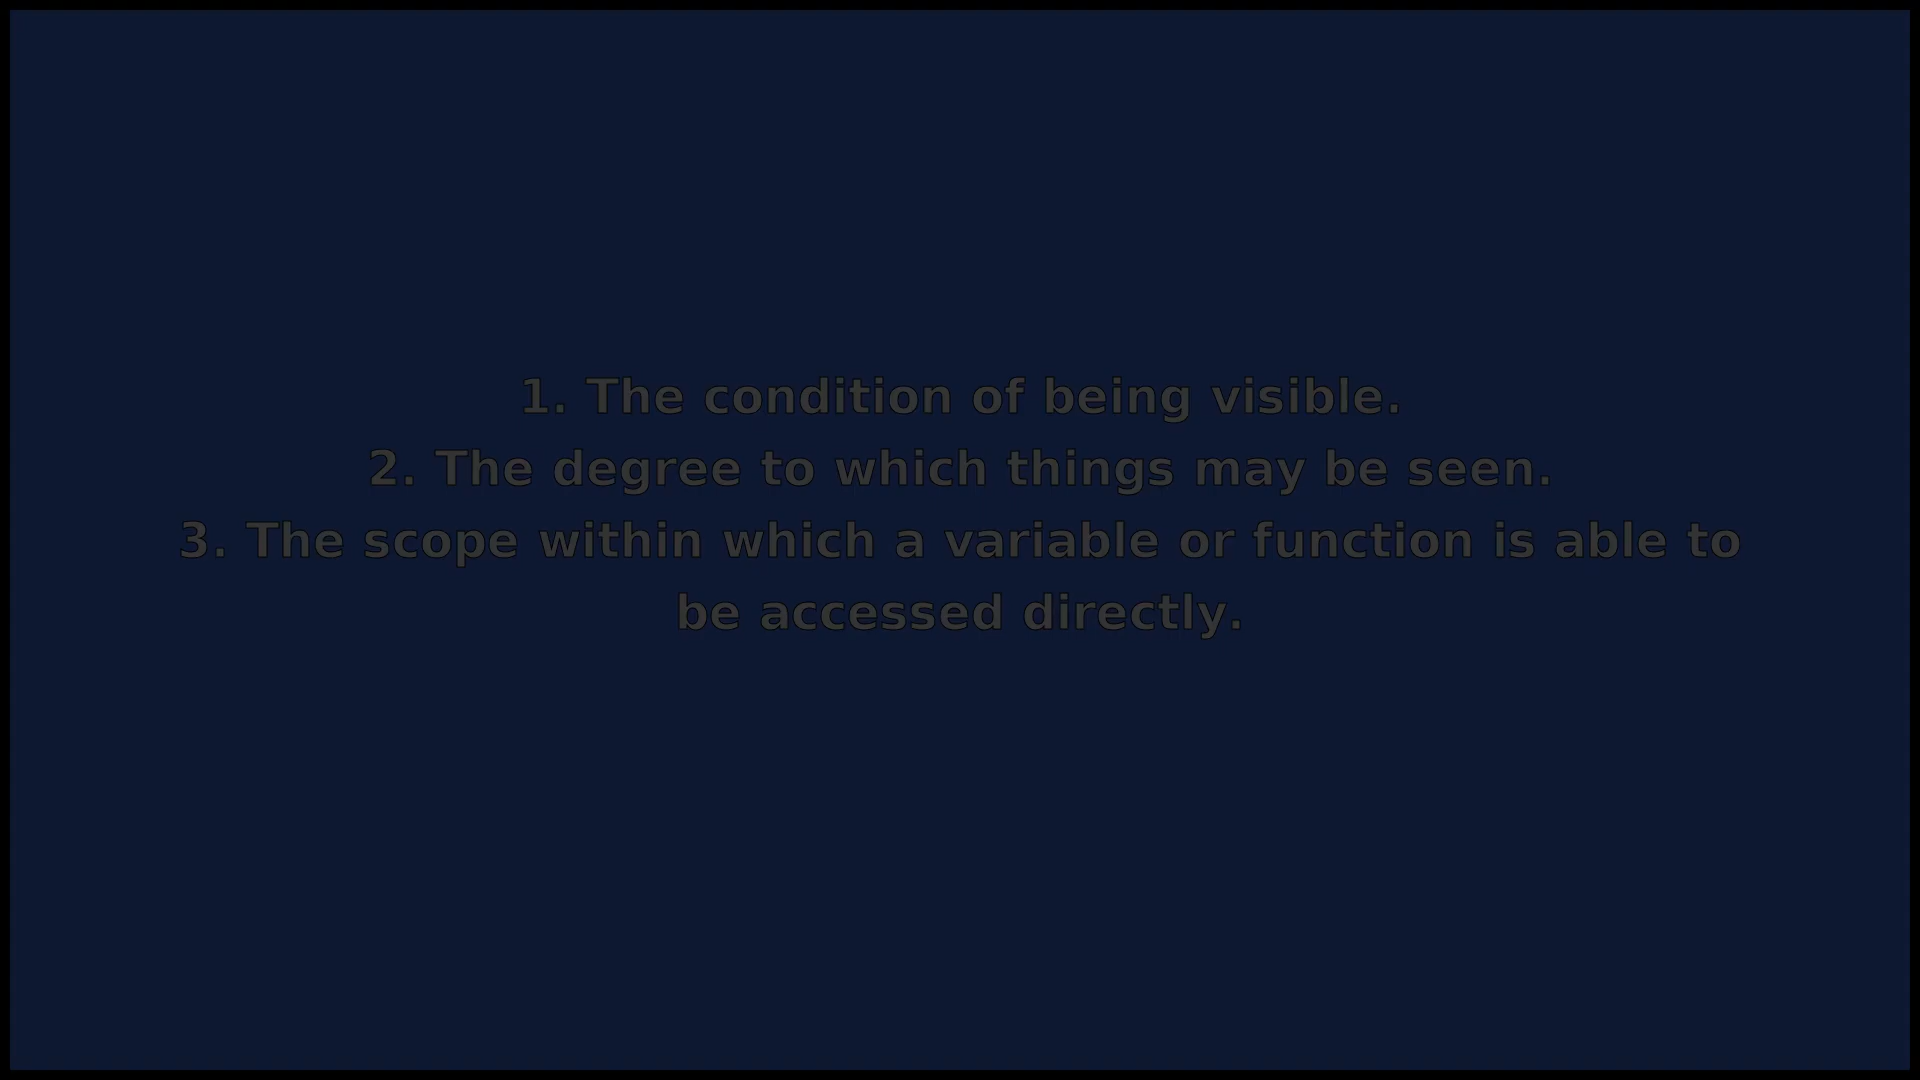 1. The condition of being visible.
2. The degree to which things may be seen.
3. The scope within which a variable or function is able to
be accessed directly.